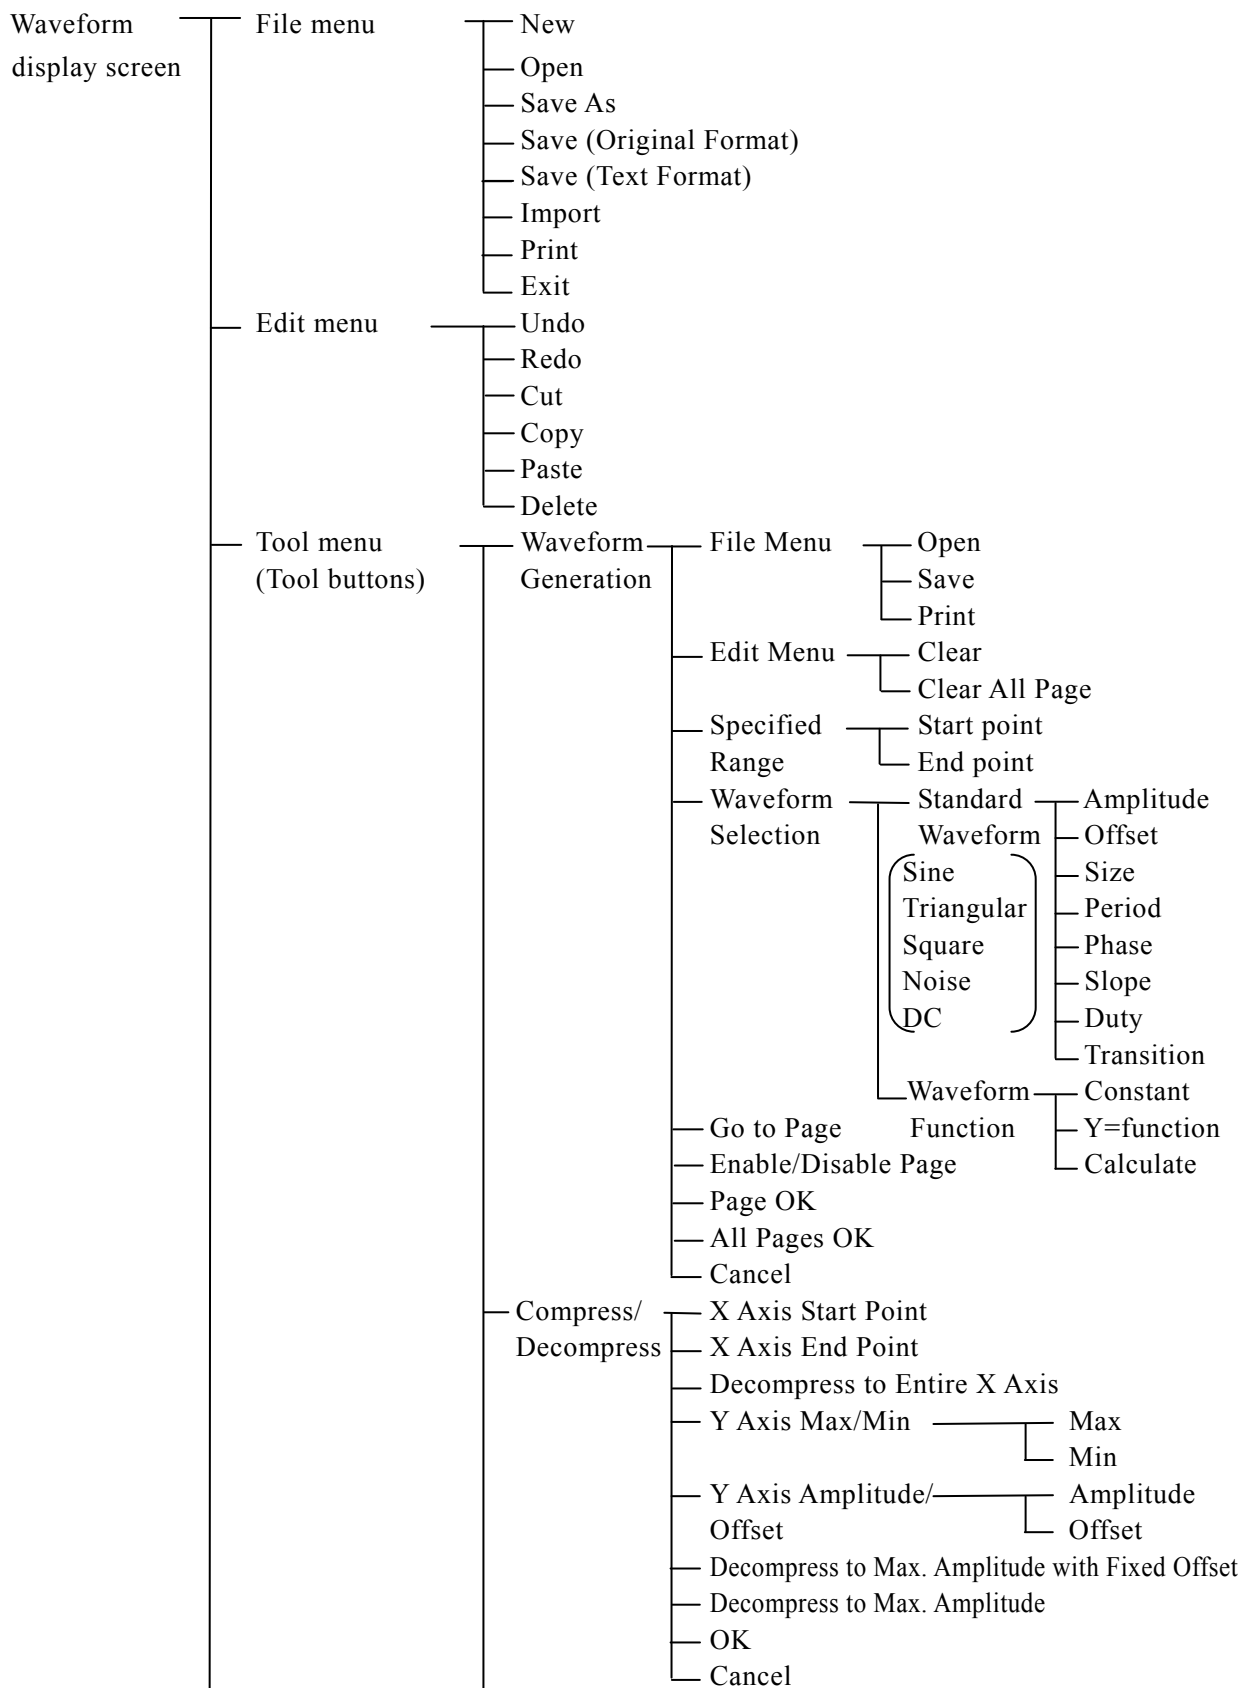 Waveform
display screen
File menu
New
Open
Save As
Save (Original Format)
Save (Text Format)
Import
Print
Exit
Edit menu
Undo
Redo
Cut
Copy
Paste
Delete
Tool menu
(Tool buttons)
Waveform
Generation
File Menu
Open
Save
Print
Edit Menu
Clear
Clear All Page
Specified
Range
Start point
End point
Waveform
Selection
Standard
Waveform
Sine
Triangular
Square
Noise
DC
Amplitude
Offset
Size
Period
Phase
Slope
Duty
Transition
Waveform
Function
Constant
Y=function
Calculate
Go to Page
Enable/Disable Page
Page OK
All Pages OK
Cancel
Compress/
Decompress
X Axis Start Point
X Axis End Point
Decompress to Entire X Axis
Y Axis Max/Min
Max
Min
Y Axis Amplitude/
Offset
Amplitude
Offset
Decompress to Max. Amplitude with Fixed Offset
Decompress to Max. Amplitude
OK
Cancel